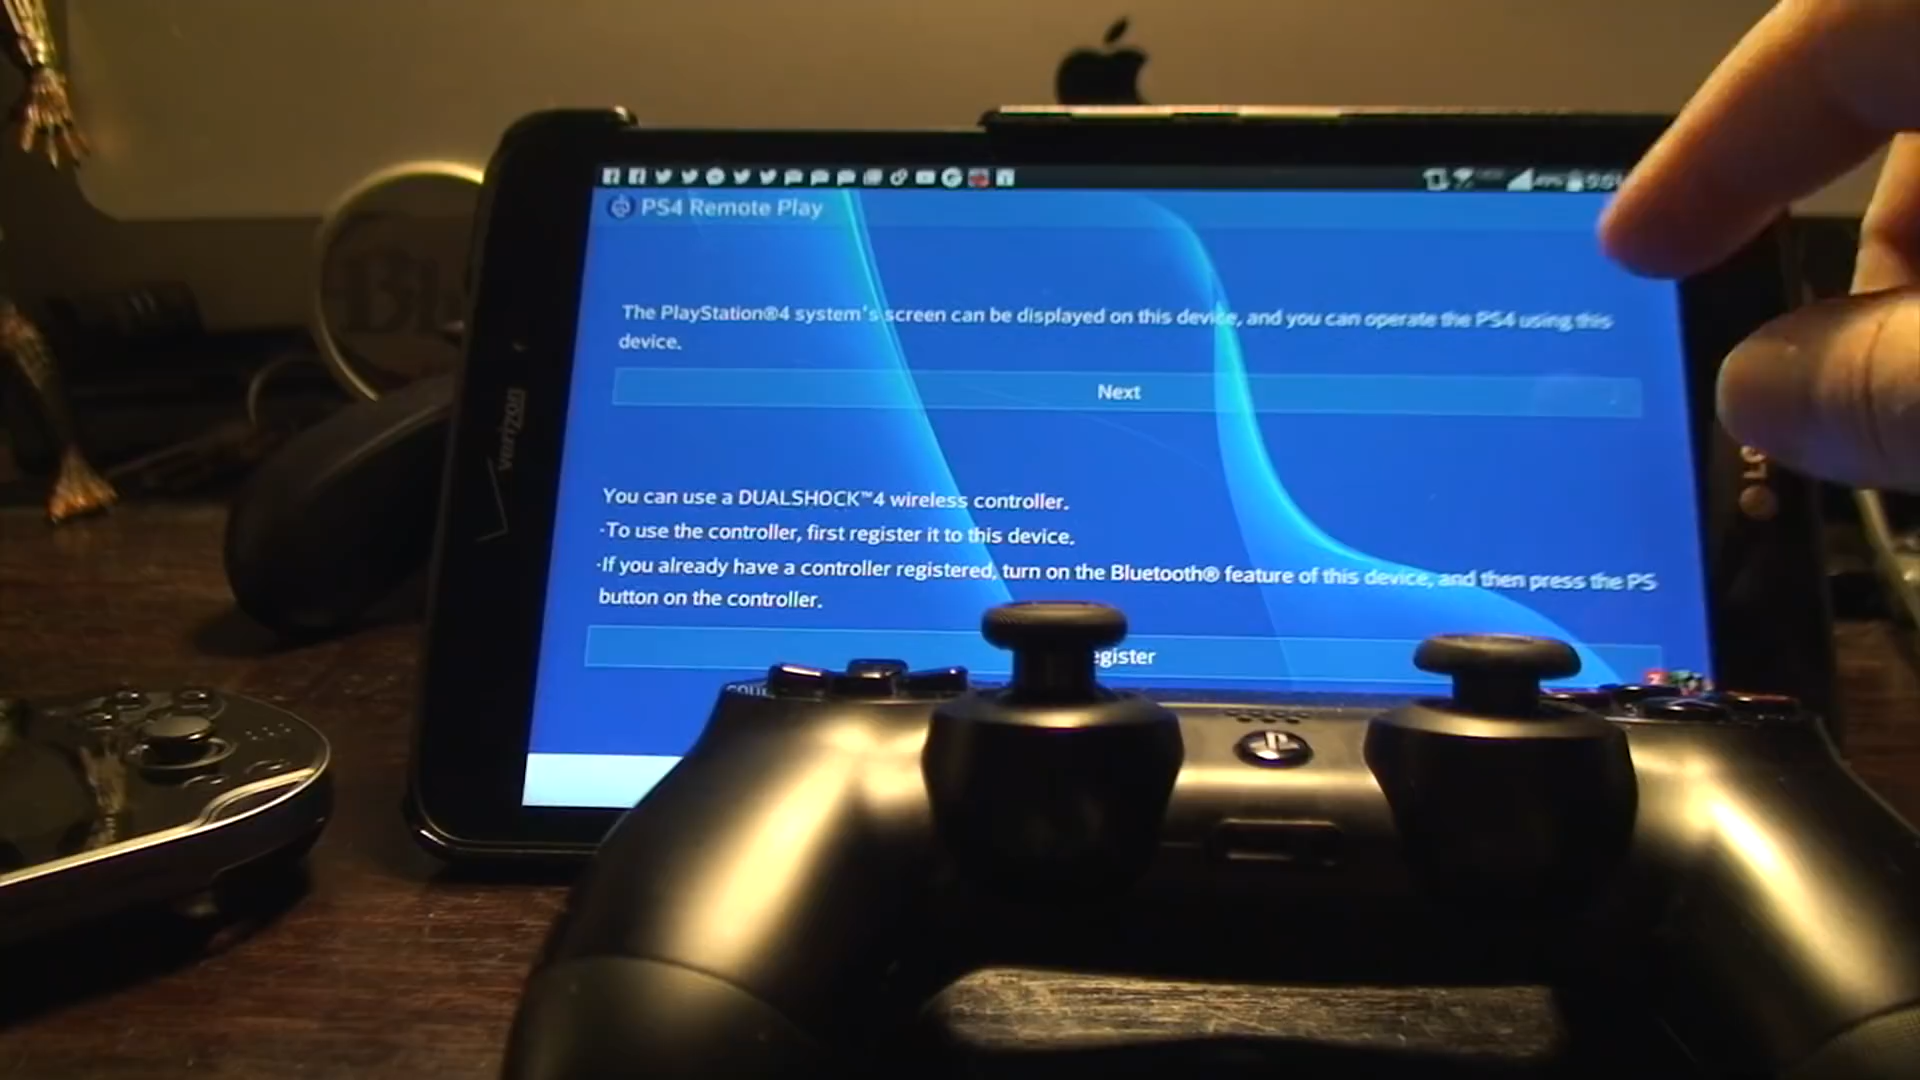 PS4 Remote Play
The PlayStation®4 system's screen can be displayed on this device, and you can operate the PS4 using this
device.
Next
You can use a DUALSHOCK™4 wireless controller.
·To use the controller, first register it to this device.
·If you already have a controller registered, turn on the Bluetooth® feature of this device, and then press the PS
button on the controller.
egister
verizon
LG